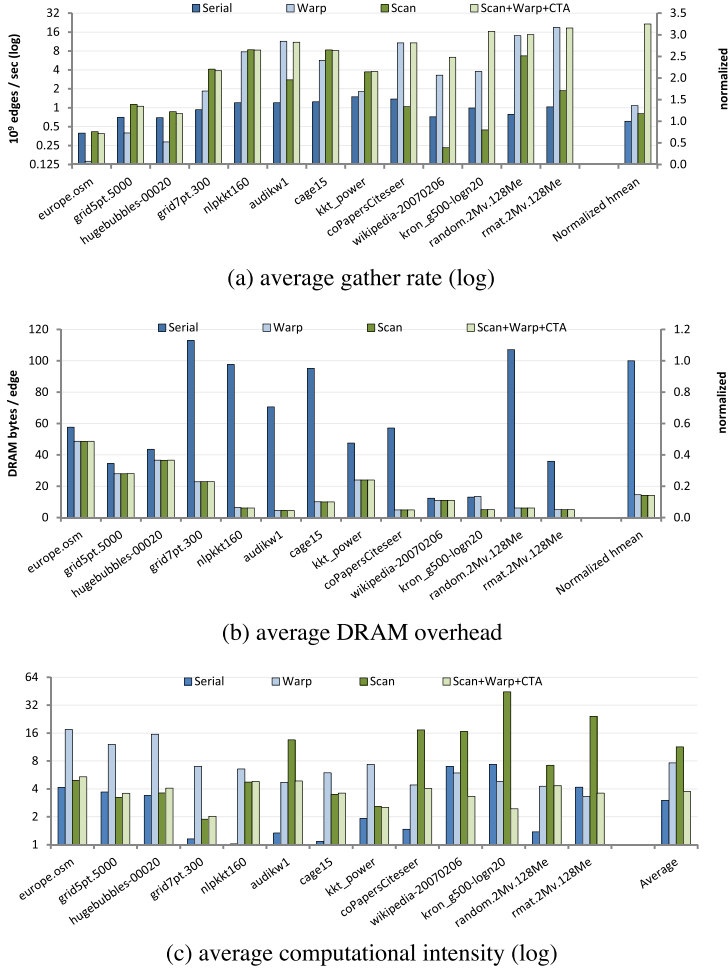 Serial Warp Scan Scan+Warp+CTA
10⁹ edges / sec (log)
32
16
8
4
2
1
0.5
0.25
0.125
3.5
3.0
2.5
2.0
1.5
1.0
0.5
0.0
normalized
europe.osm
grid5pt.5000
hugebubbles-00020
grid7pt.300
nlpkkt160
audikw1
cage15
kkt_power
coPapersCiteseer
wikipedia-20070206
kron_g500-logn20
random.2Mv.128Me
rmat.2Mv.128Me
Normalized hmean
(a) average gather rate (log)
Serial Warp Scan Scan+Warp+CTA
DRAM bytes / edge
120
100
80
60
40
20
0
1.2
1.0
0.8
0.6
0.4
0.2
0.0
normalized
europe.osm
grid5pt.5000
hugebubbles-00020
grid7pt.300
nlpkkt160
audikw1
cage15
kkt_power
coPapersCiteseer
wikipedia-20070206
kron_g500-logn20
random.2Mv.128Me
rmat.2Mv.128Me
Normalized hmean
(b) average DRAM overhead
Serial Warp Scan Scan+Warp+CTA
64
32
16
8
4
2
1
europe.osm
grid5pt.5000
hugebubbles-00020
grid7pt.300
nlpkkt160
audikw1
cage15
kkt_power
coPapersCiteseer
wikipedia-20070206
kron_g500-logn20
random.2Mv.128Me
rmat.2Mv.128Me
Average
(c) average computational intensity (log)